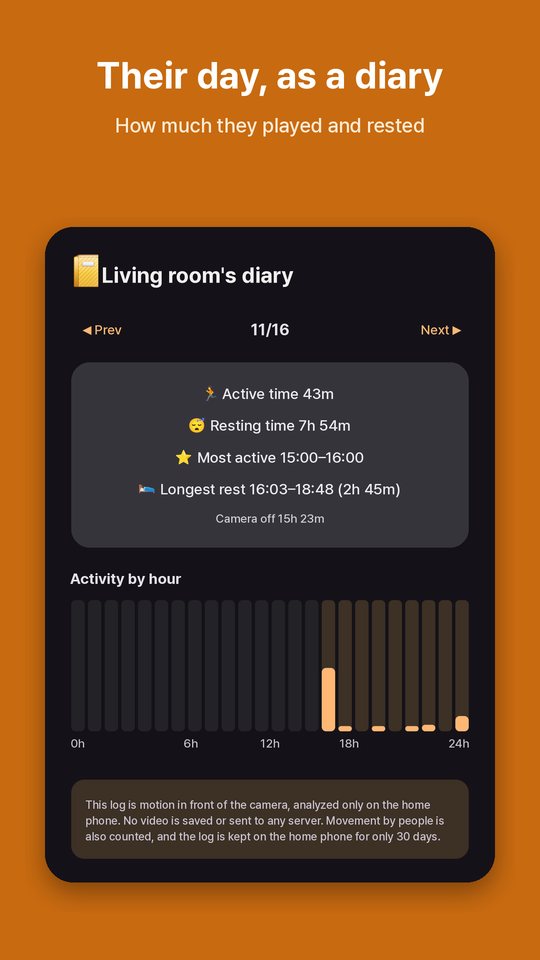 Their day, as a diary
How much they played and rested
Living room's diary
◀ Prev
11/16
Next ▶
Active time 43m
Resting time 7h 54m
Most active 15:00–16:00
Longest rest 16:03–18:48 (2h 45m)
Camera off 15h 23m
Activity by hour
0h 6h 12h 18h 24h
This log is motion in front of the camera, analyzed only on the home
phone. No video is saved or sent to any server. Movement by people is
also counted, and the log is kept on the home phone for only 30 days.